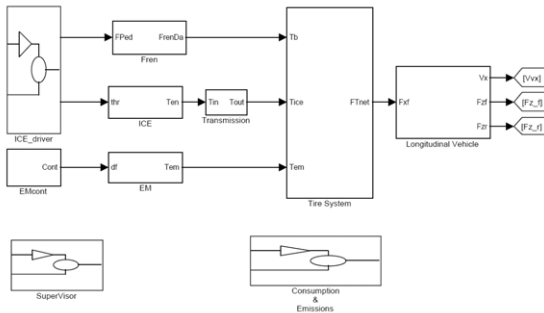 FPed FrenDa
Fren
ICE_driver
thr Ten
ICE
Tin Tout
Transmission
Cont
EMcont
df Tem
EM
Tb
Tice
Tem
FTnet
Tire System
Fxf
Vx
Fzf
Fzr
Longitudinal Vehicle
[Vvx]
[Fz_f]
[Fz_r]
SuperVisor
Consumption
&
Emissions